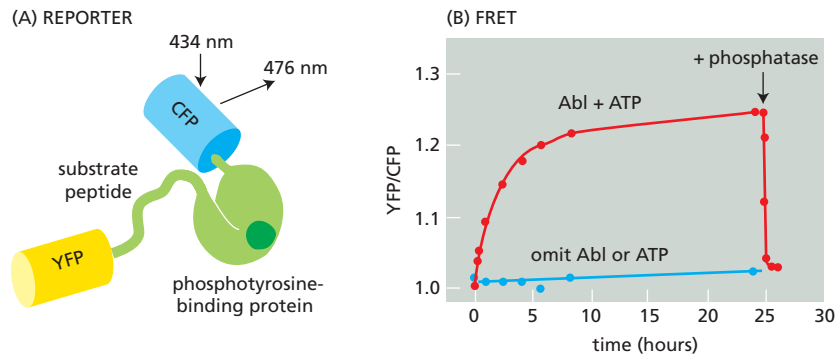 (A) REPORTER
434 nm
476 nm
CFP
substrate
peptide
YFP
phosphotyrosine-
binding protein
(B) FRET
+ phosphatase
Abl + ATP
omit Abl or ATP
YFP/CFP
1.3
1.2
1.1
1.0
0 5 10 15 20 25 30
time (hours)